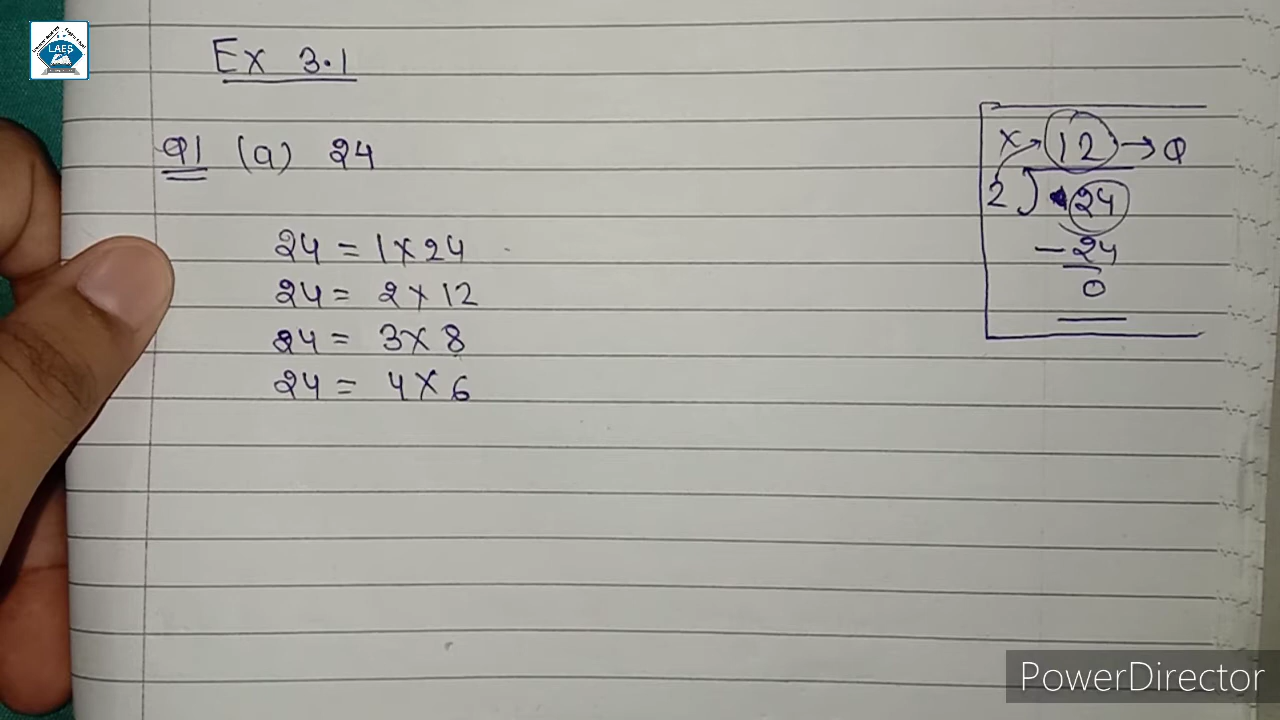 LAES
Ex 3.1
Q1 (a) 24
24 = 1 × 24
24 = 2 × 12
24 = 3 × 8
24 = 4 × 6
× 12 → Q
2 ) 24
- 24
0
PowerDirector